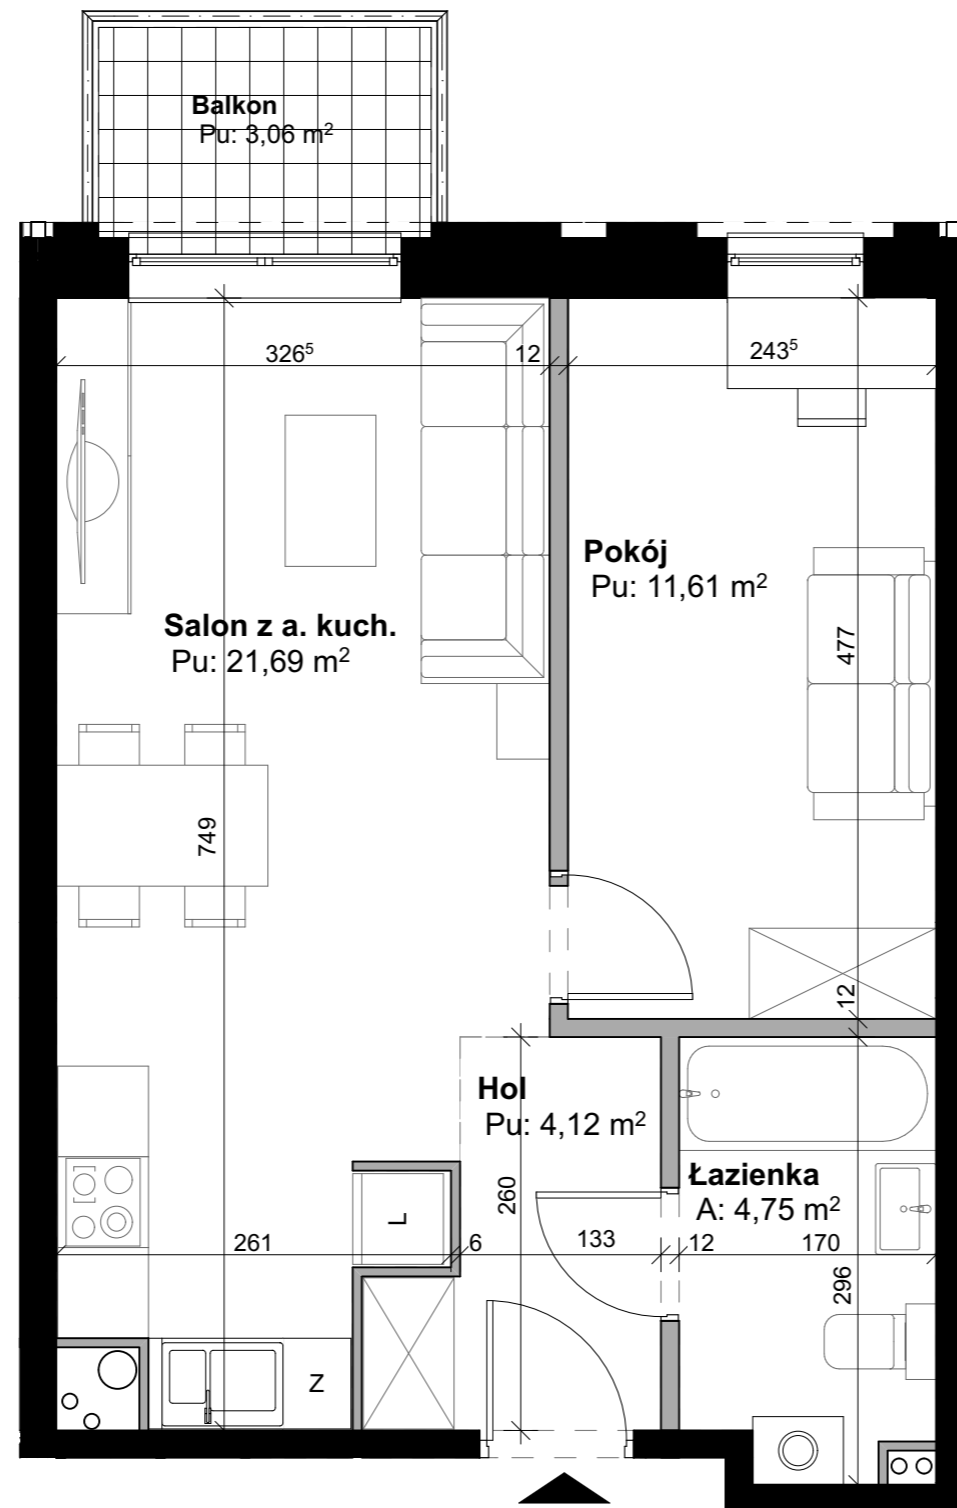 Balkon
Pu: 3,06 m²
326⁵
12
243⁵
Pokój
Pu: 11,61 m²
477
Salon z a. kuch.
Pu: 21,69 m²
749
12
Hol
Pu: 4,12 m²
Łazienka
A: 4,75 m²
260
L
261
6
133
12
170
296
Z